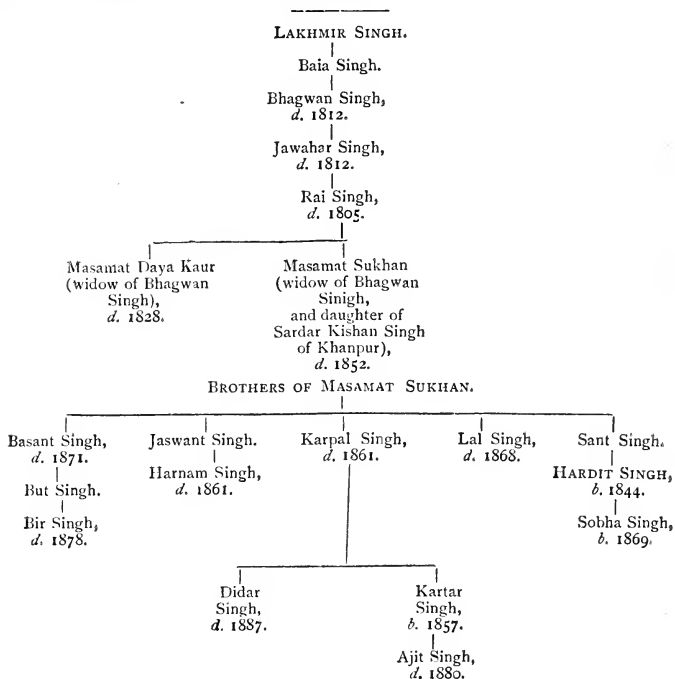 LAKHMIR SINGH.
Baia Singh.
Bhagwan Singh,
d. 1812.
Jawahar Singh,
d. 1812.
Rai Singh,
d. 1805.
Masamat Daya Kaur
(widow of Bhagwan
Singh),
d. 1828.
Masamat Sukhan
(widow of Bhagwan
Sinigh,
and daughter of
Sardar Kishan Singh
of Khanpur),
d. 1852.
BROTHERS OF MASAMAT SUKHAN.
Basant Singh,
d. 1871.
But Singh.
Bir Singh,
d. 1878.
Jaswant Singh.
Harnam Singh,
d. 1861.
Karpal Singh,
d. 1861.
Lal Singh,
d. 1868.
Sant Singh.
HARDIT SINGH,
b. 1844.
Sobha Singh,
b. 1869.
Didar
Singh,
d. 1887.
Kartar
Singh,
b. 1857.
Ajit Singh,
d. 1880.